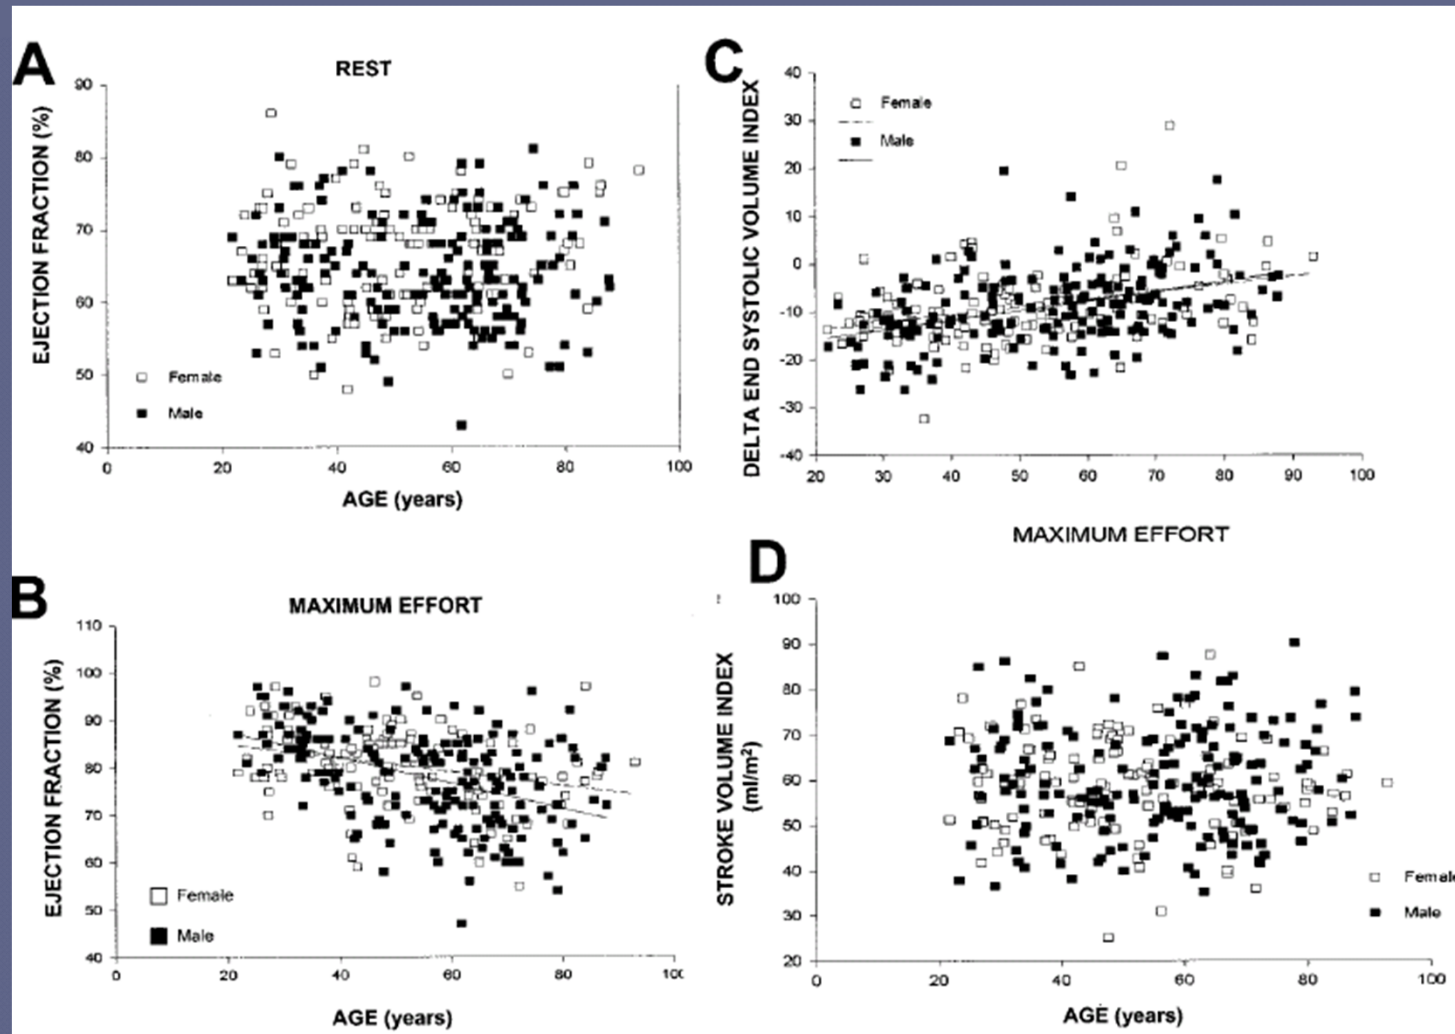 A
REST
EJECTION FRACTION (%)
90
80
70
60
50
40
Female
Male
0
20
40
60
80
100
AGE (years)
C
DELTA END SYSTOLIC VOLUME INDEX
40
30
20
10
0
-10
-20
-30
-40
Female
Male
20
30
40
50
60
70
80
90
100
MAXIMUM EFFORT
B
MAXIMUM EFFORT
EJECTION FRACTION (%)
110
100
90
80
70
60
50
40
Female
Male
0
20
40
60
80
10
AGE (years)
D
STROKE VOLUME INDEX
(ml/m²)
100
90
80
70
60
50
40
30
20
Female
Male
0
20
40
60
80
100
AGE (years)